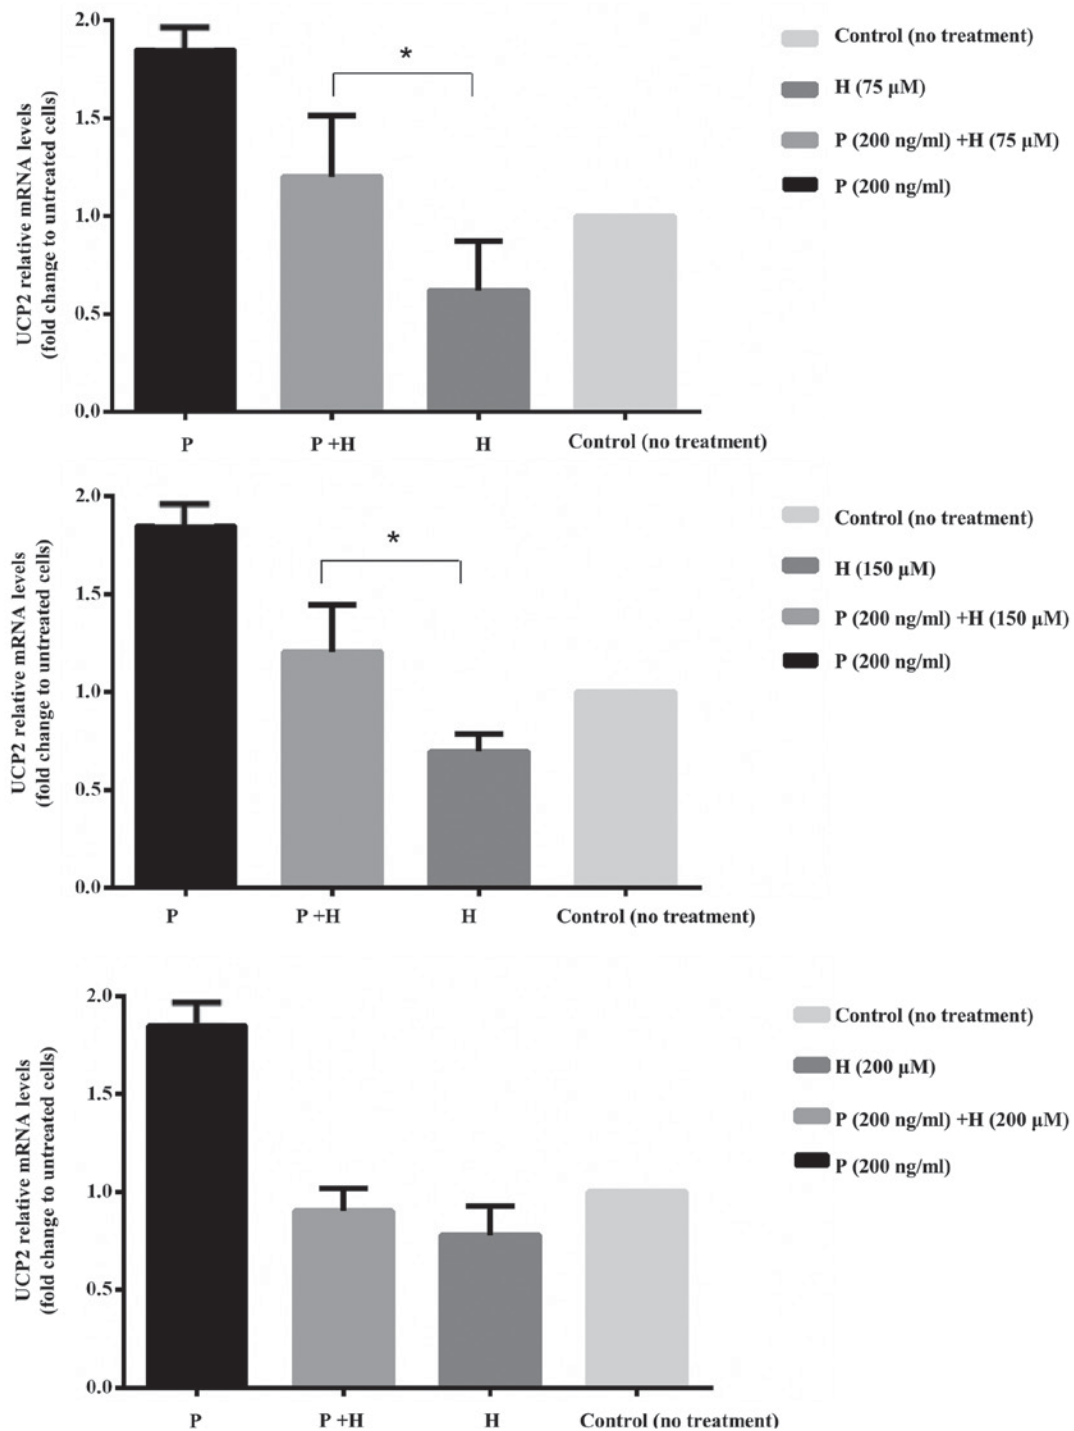 2.0
1.5
1.0
0.5
0.0
UCP2 relative mRNA levels
(fold change to untreated cells)
*
P
P +H
H
Control (no treatment)
Control (no treatment)
H (75 µM)
P (200 ng/ml) +H (75 µM)
P (200 ng/ml)
2.0
1.5
1.0
0.5
0.0
UCP2 relative mRNA levels
(fold change to untreated cells)
*
P
P +H
H
Control (no treatment)
Control (no treatment)
H (150 µM)
P (200 ng/ml) +H (150 µM)
P (200 ng/ml)
2.0
1.5
1.0
0.5
0.0
UCP2 relative mRNA levels
(fold change to untreated cells)
P
P +H
H
Control (no treatment)
Control (no treatment)
H (200 µM)
P (200 ng/ml) +H (200 µM)
P (200 ng/ml)